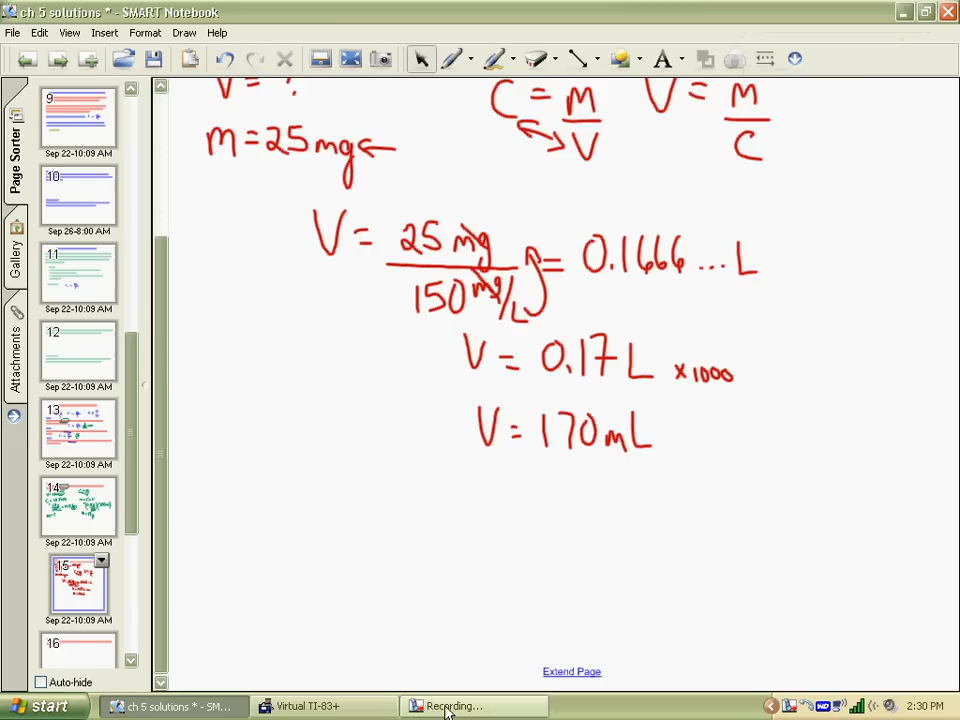 ch 5 solutions * - SMART Notebook
File Edit View Insert Format Draw Help
Page Sorter
Gallery
Attachments
9
Sep 22-10:09 AM
10
Sep 26-8:00 AM
11
Sep 22-10:09 AM
12
Sep 22-10:09 AM
13
Sep 22-10:09 AM
14
Sep 22-10:09 AM
15
Sep 22-10:09 AM
16
Auto-hide
V = ?
C = m/V V = m/C
m = 25 mg
V = 25 mg / 150 mg/L = 0.1666 ... L
V = 0.17 L x1000
V = 170 mL
Extend Page
start ch 5 solutions * - SM... Virtual TI-83+ Recording... 2:30 PM